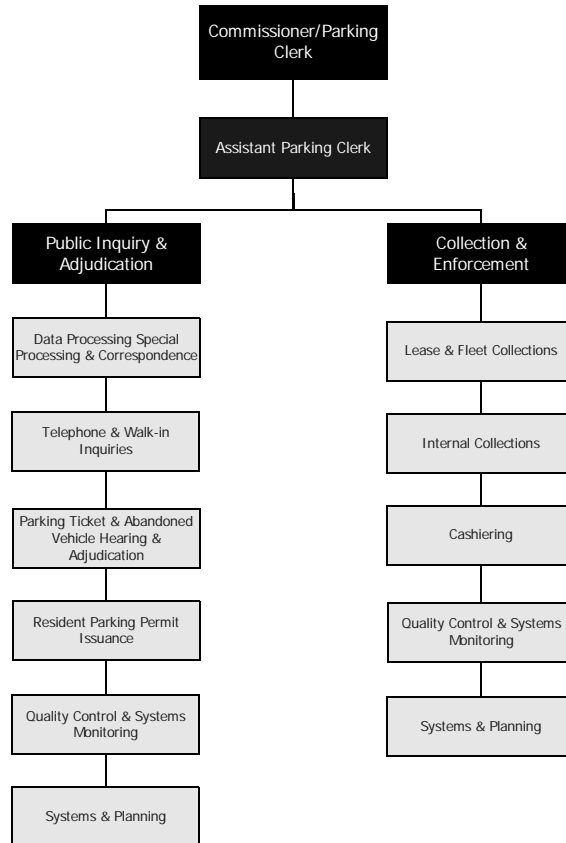 Commissioner/Parking
Clerk
Assistant Parking Clerk
Public Inquiry &
Adjudication
Data Processing Special
Processing & Correspondence
Telephone & Walk-in
Inquiries
Parking Ticket & Abandoned
Vehicle Hearing &
Adjudication
Resident Parking Permit
Issuance
Quality Control & Systems
Monitoring
Systems & Planning
Collection &
Enforcement
Lease & Fleet Collections
Internal Collections
Cashiering
Quality Control & Systems
Monitoring
Systems & Planning